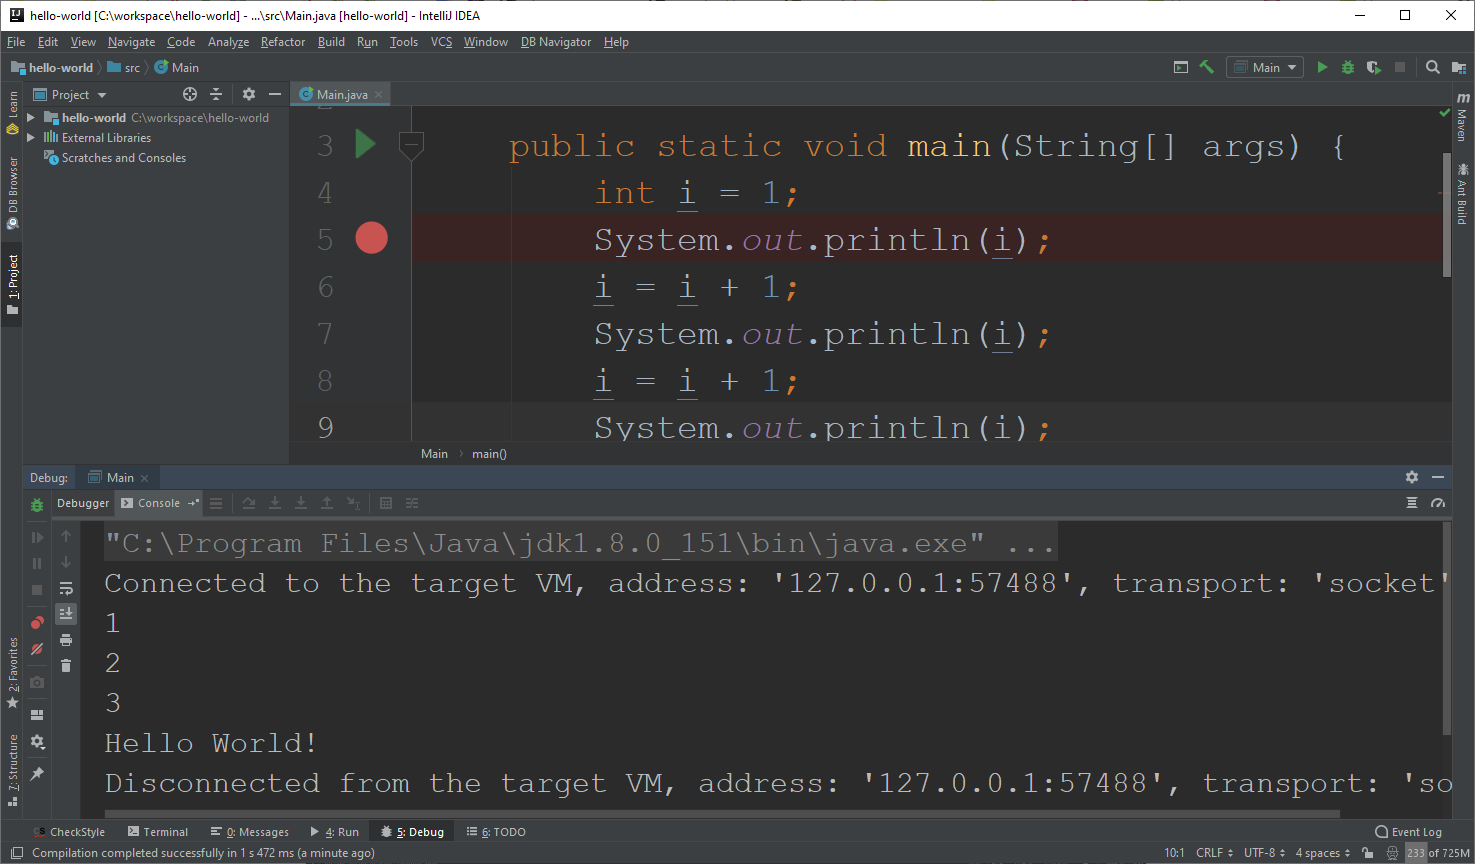 hello-world [C:\workspace\hello-world] - ...\src\Main.java [hello-world] - IntelliJ IDEA
File Edit View Navigate Code Analyze Refactor Build Run Tools VCS Window DB Navigator Help
hello-world src Main
Main
Learn
DB Browser
1: Project
2: Favorites
7: Structure
Project
hello-world C:\workspace\hello-world
External Libraries
Scratches and Consoles
Main.java
3 public static void main(String[] args) {
4 int i = 1;
5 System.out.println(i);
6 i = i + 1;
7 System.out.println(i);
8 i = i + 1;
9 System.out.println(i);
Main main()
m Maven
Ant Build
Debug: Main
Debugger Console
"C:\Program Files\Java\jdk1.8.0_151\bin\java.exe" ...
Connected to the target VM, address: '127.0.0.1:57488', transport: 'socket'
1
2
3
Hello World!
Disconnected from the target VM, address: '127.0.0.1:57488', transport: 'so
CS CheckStyle Terminal 0: Messages 4: Run 5: Debug 6: TODO Event Log
Compilation completed successfully in 1 s 472 ms (a minute ago) 10:1 CRLF UTF-8 4 spaces 233 of 725M